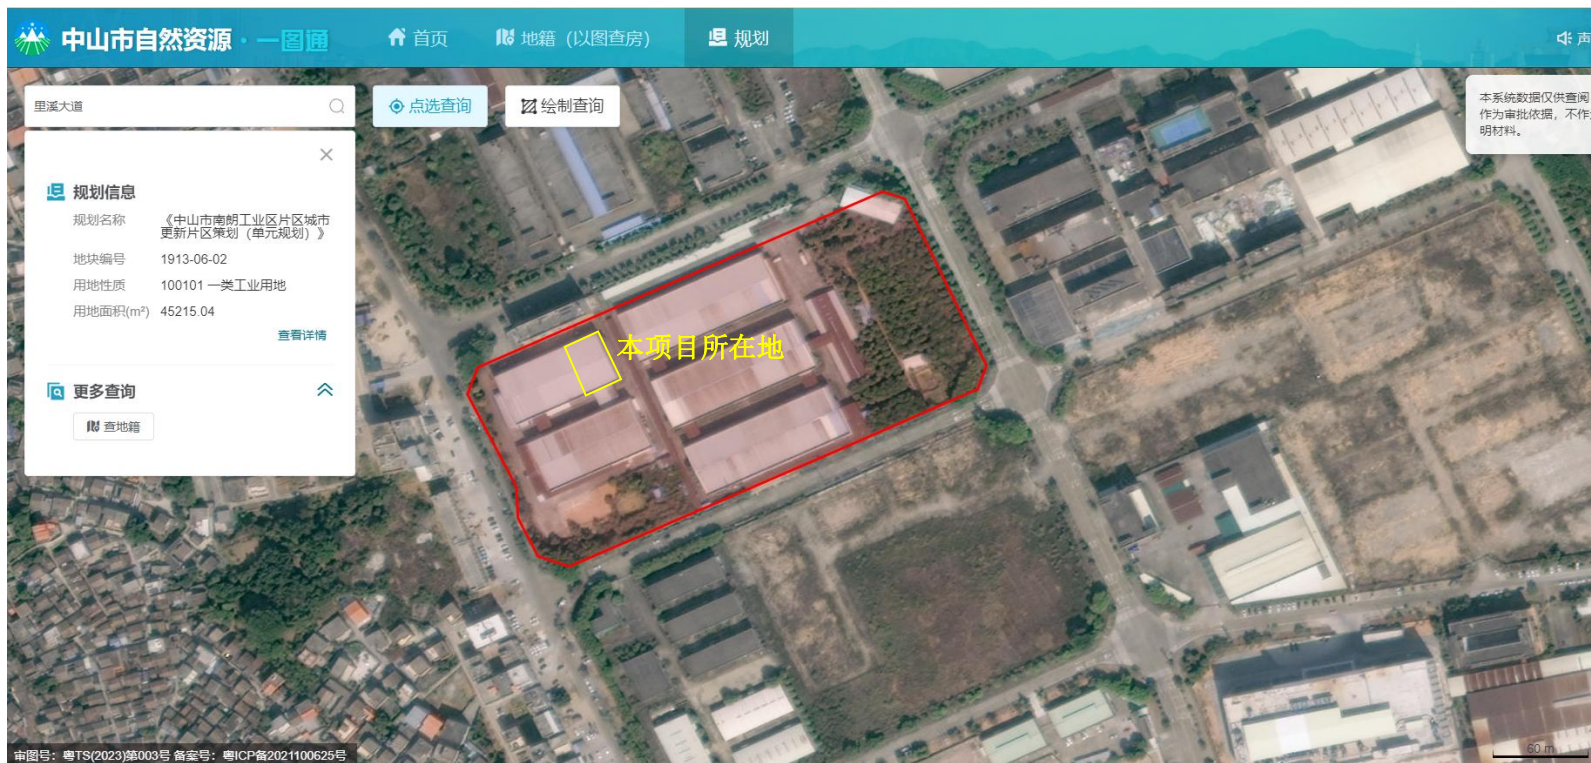 中山市自然资源·一图通
首页
地籍（以图查房）
规划
声
里溪大道
点选查询
绘制查询
本系统数据仅供查阅
作为审批依据，不作
明材料。
规划信息
规划名称 《中山市南朗工业区片区城市
更新片区策划（单元规划）》
地块编号 1913-06-02
用地性质 100101 一类工业用地
用地面积(m²) 45215.04
查看详情
更多查询
查地籍
本项目所在地
审图号：粤TS(2023)第003号 备案号：粤ICP备2021100625号
60 m